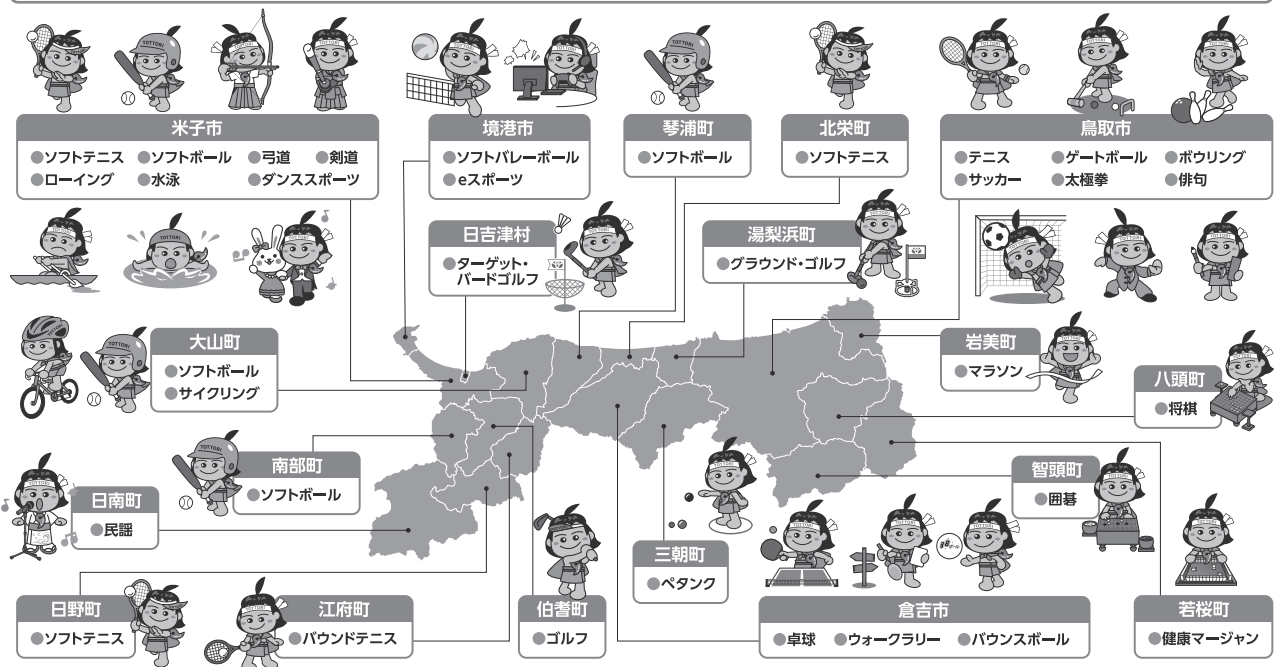 米子市
●ソフトテニス ●ソフトボール ●弓道 ●剣道
●ローイング ●水泳 ●ダンススポーツ
境港市
●ソフトバレーボール
●eスポーツ
琴浦町
●ソフトボール
北栄町
●ソフトテニス
鳥取市
●テニス ●ゲートボール ●ボウリング
●サッカー ●太極拳 ●俳句
日吉津村
●ターゲット・
バードゴルフ
湯梨浜町
●グラウンド・ゴルフ
大山町
●ソフトボール
●サイクリング
岩美町
●マラソン
八頭町
●将棋
南部町
●ソフトボール
智頭町
●囲碁
日南町
●民謡
三朝町
●ペタンク
日野町
●ソフトテニス
江府町
●バウンドテニス
伯耆町
●ゴルフ
倉吉市
●卓球 ●ウォークラリー ●バウンスボール
若桜町
●健康マージャン